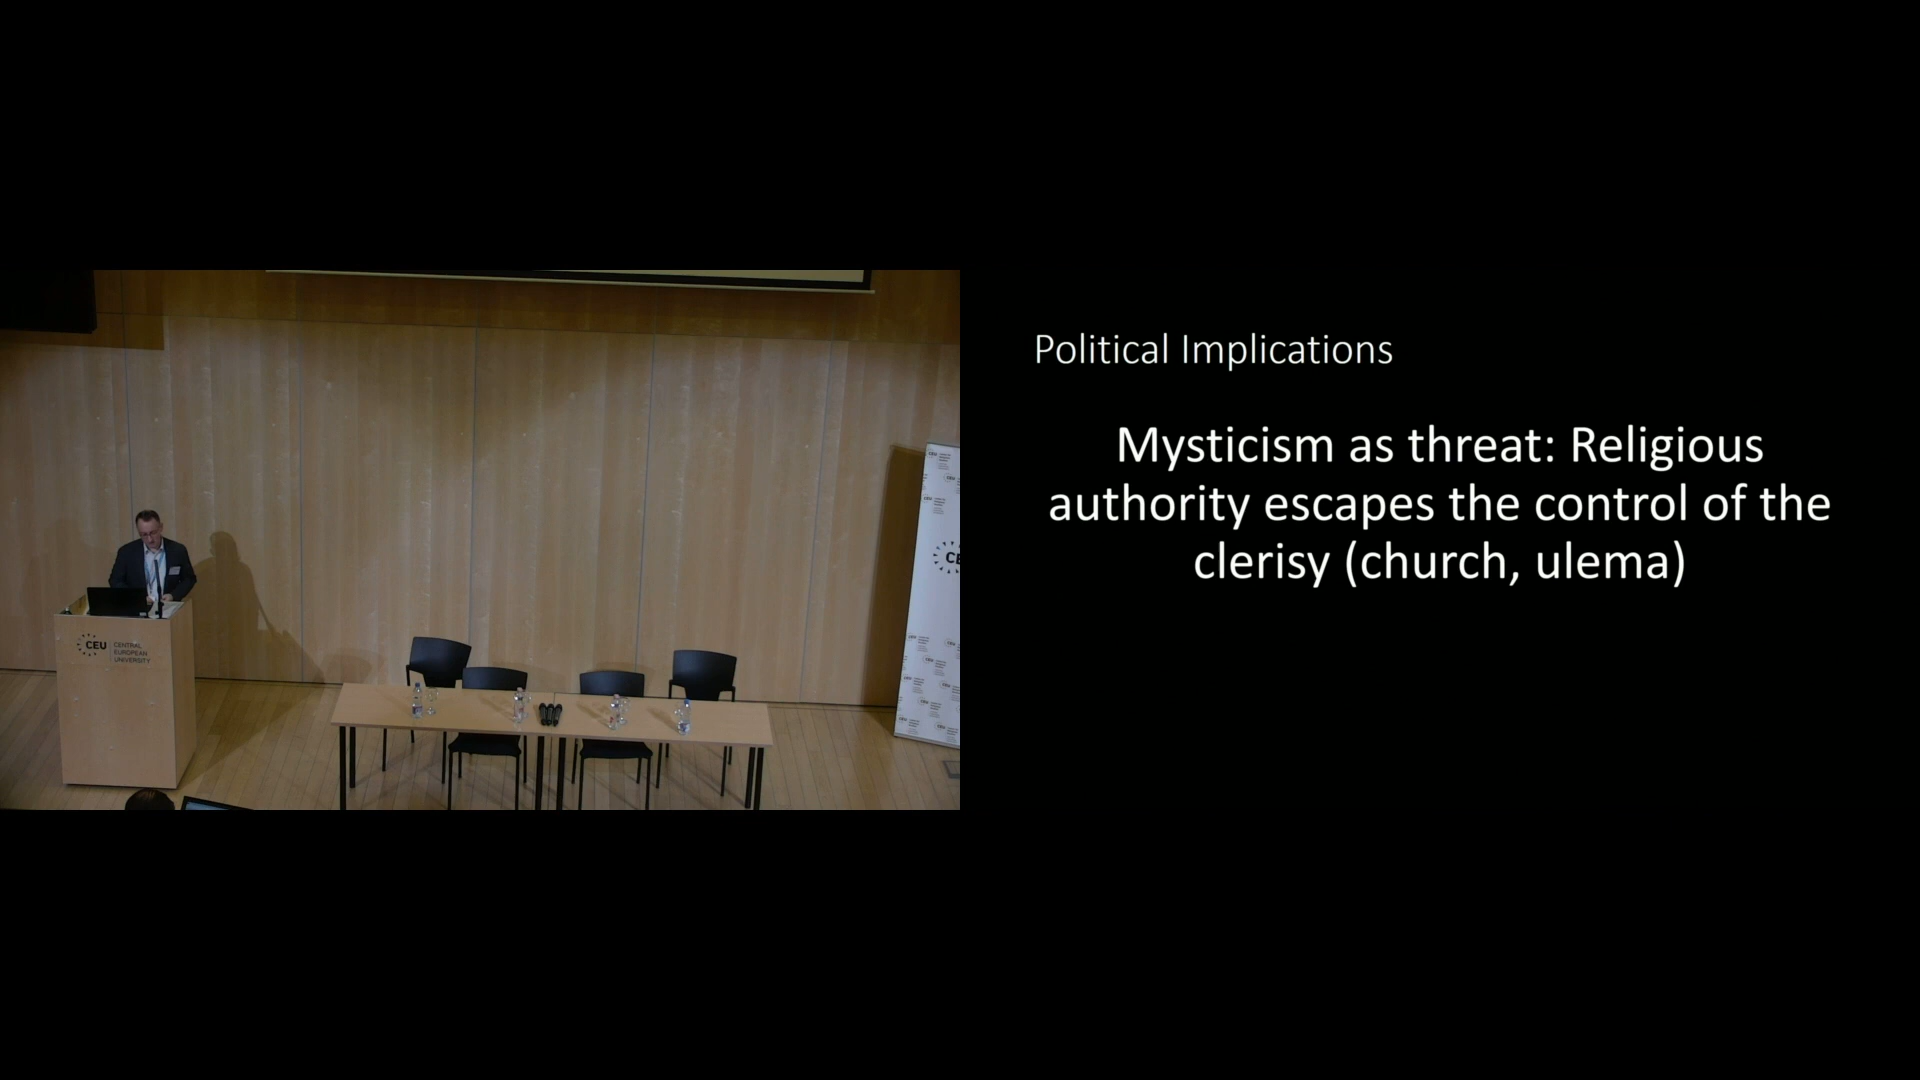 Political Implications
Mysticism as threat: Religious
authority escapes the control of the
clerisy (church, ulema)
CEU
CENTRAL
EUROPEAN
UNIVERSITY